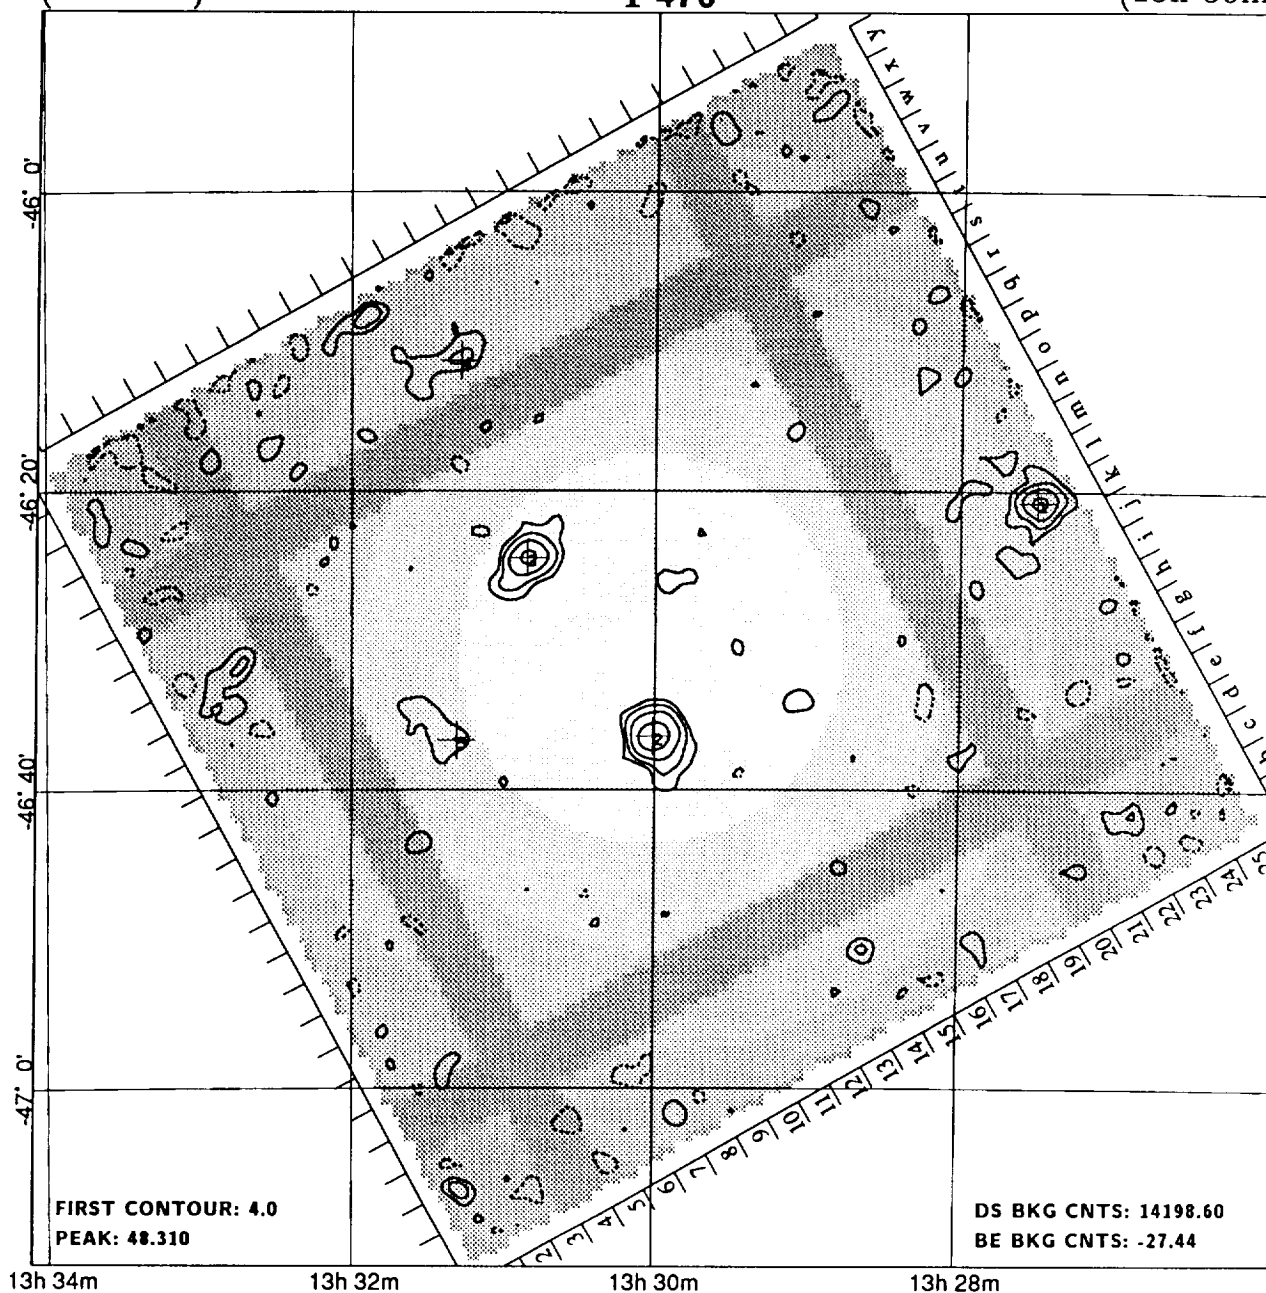 -46° 0'
y
x
w
v
u
t
s
r
q
p
o
n
m
l
k
j
i
h
g
f
e
d
c
b
-46° 20'
-46° 40'
-47° 0'
2
3
4
5
6
7
8
9
10
11
12
13
14
15
16
17
18
19
20
21
22
23
24
25
FIRST CONTOUR: 4.0
PEAK: 48.310
DS BKG CNTS: 14198.60
BE BKG CNTS: -27.44
13h 34m
13h 32m
13h 30m
13h 28m